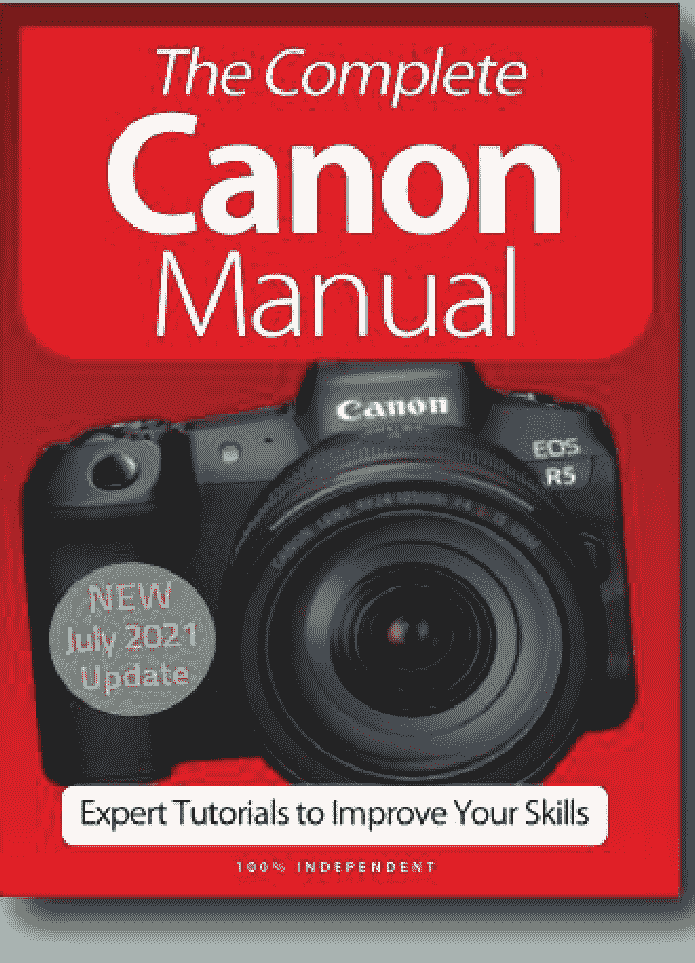 The Complete
Canon
Manual
Canon
EOS
R5
NEW
July 2021
Update
Expert Tutorials to Improve Your Skills
100% INDEPENDENT